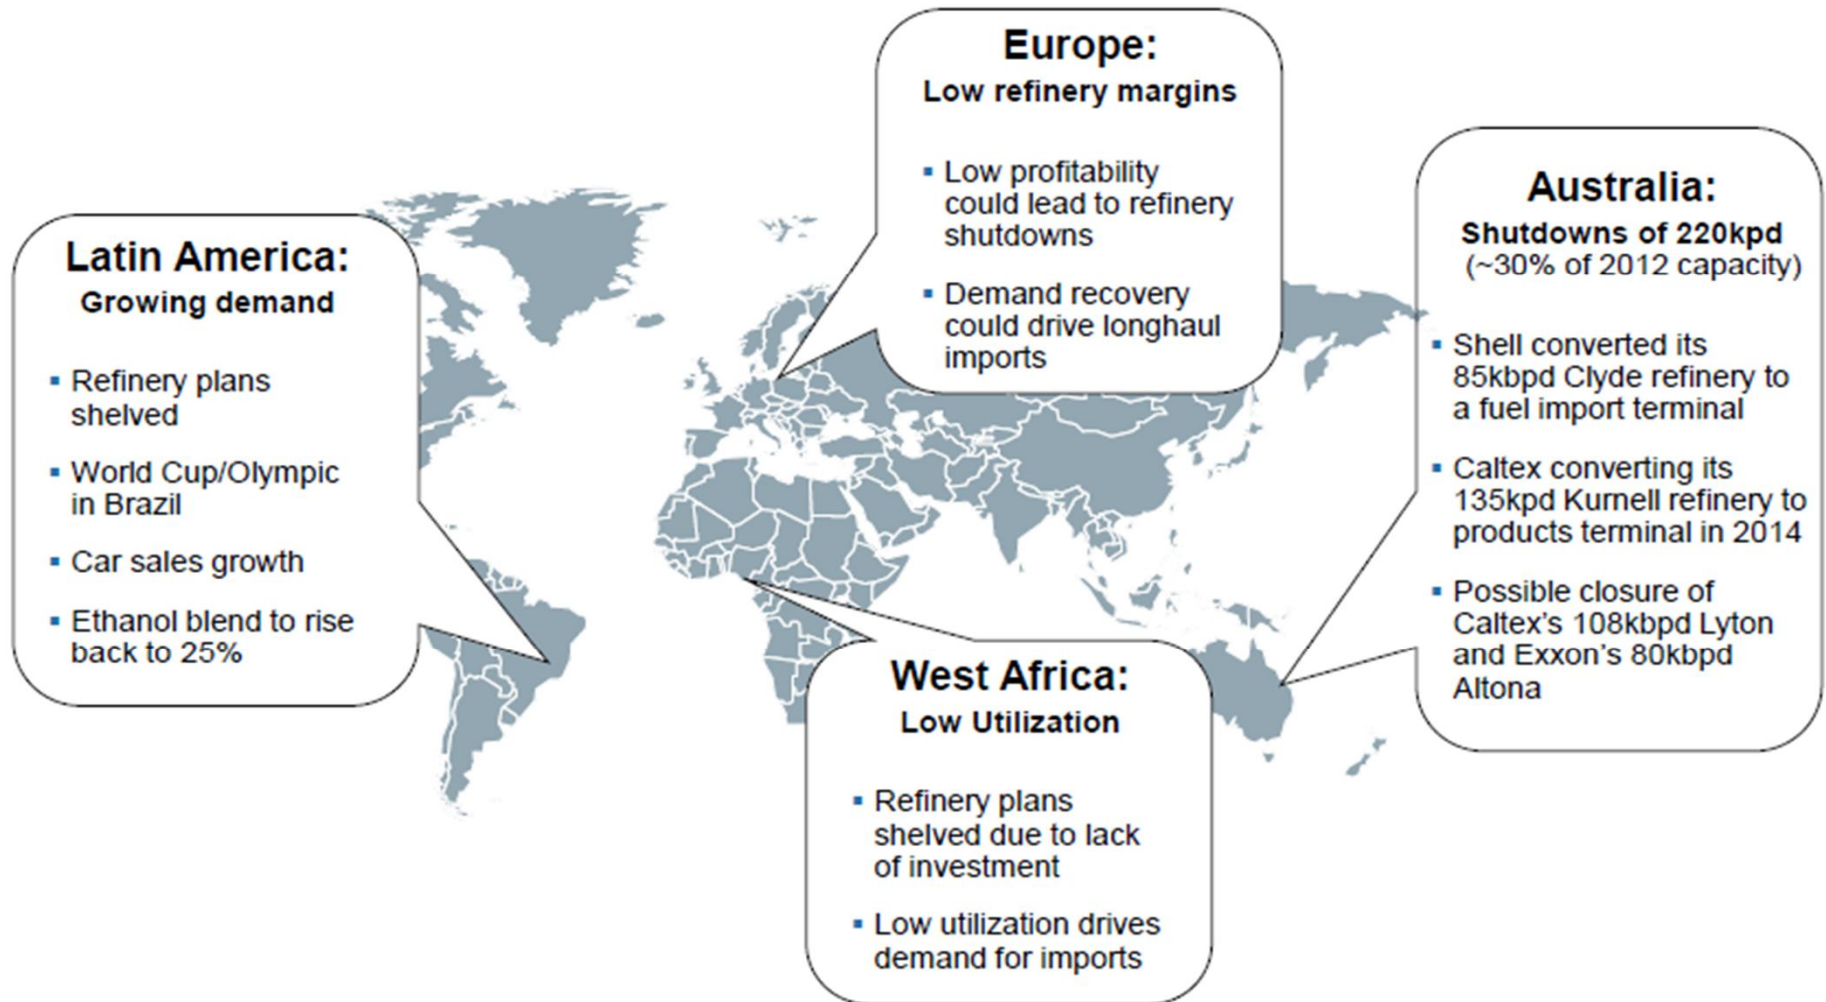 Europe:
Low refinery margins
▪ Low profitability
could lead to refinery
shutdowns
▪ Demand recovery
could drive longhaul
imports
Latin America:
Growing demand
▪ Refinery plans
shelved
▪ World Cup/Olympic
in Brazil
▪ Car sales growth
▪ Ethanol blend to rise
back to 25%
West Africa:
Low Utilization
▪ Refinery plans
shelved due to lack
of investment
▪ Low utilization drives
demand for imports
Australia:
Shutdowns of 220kpd
(~30% of 2012 capacity)
▪ Shell converted its
85kbpd Clyde refinery to
a fuel import terminal
▪ Caltex converting its
135kpd Kurnell refinery to
products terminal in 2014
▪ Possible closure of
Caltex’s 108kbpd Lyton
and Exxon’s 80kbpd
Altona